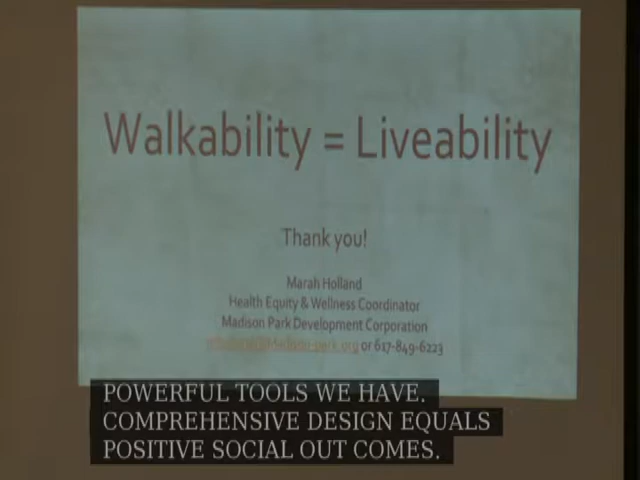 Walkability = Liveability
Thank you!
Marah Holland
Health Equity & Wellness Coordinator
Madison Park Development Corporation
or 617-849-6223
POWERFUL TOOLS WE HAVE.
COMPREHENSIVE DESIGN EQUALS
POSITIVE SOCIAL OUT COMES.